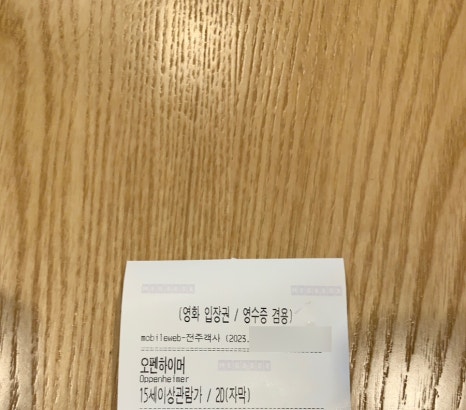 (영화 입장권 / 영수증 겸용)
mobileweb-전주객사 (2023.
오펜하이머
Oppenheimer
15세이상관람가 / 2D(자막)